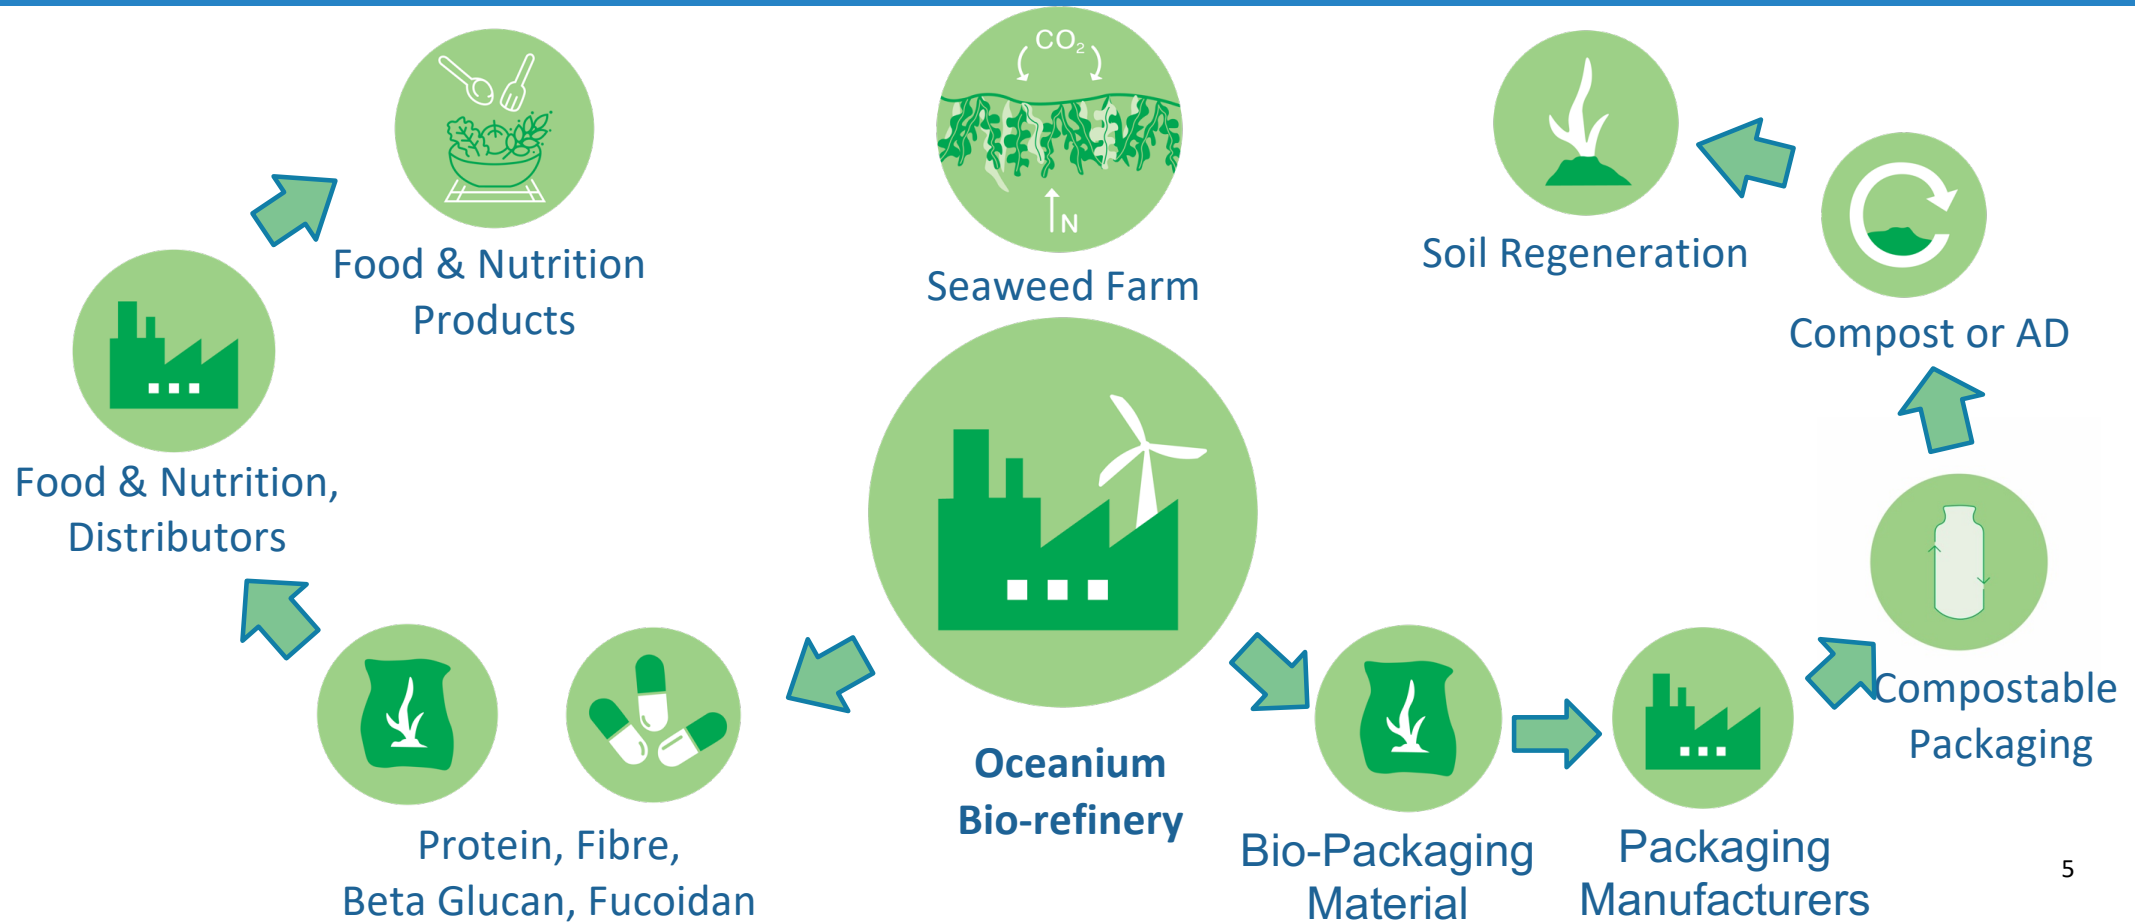 CO₂
N
Food & Nutrition
Products
Seaweed Farm
Soil Regeneration
Compost or AD
Food & Nutrition,
Distributors
Compostable
Packaging
Oceanium
Bio-refinery
Protein, Fibre,
Beta Glucan, Fucoidan
Bio-Packaging
Material
Packaging
Manufacturers
5